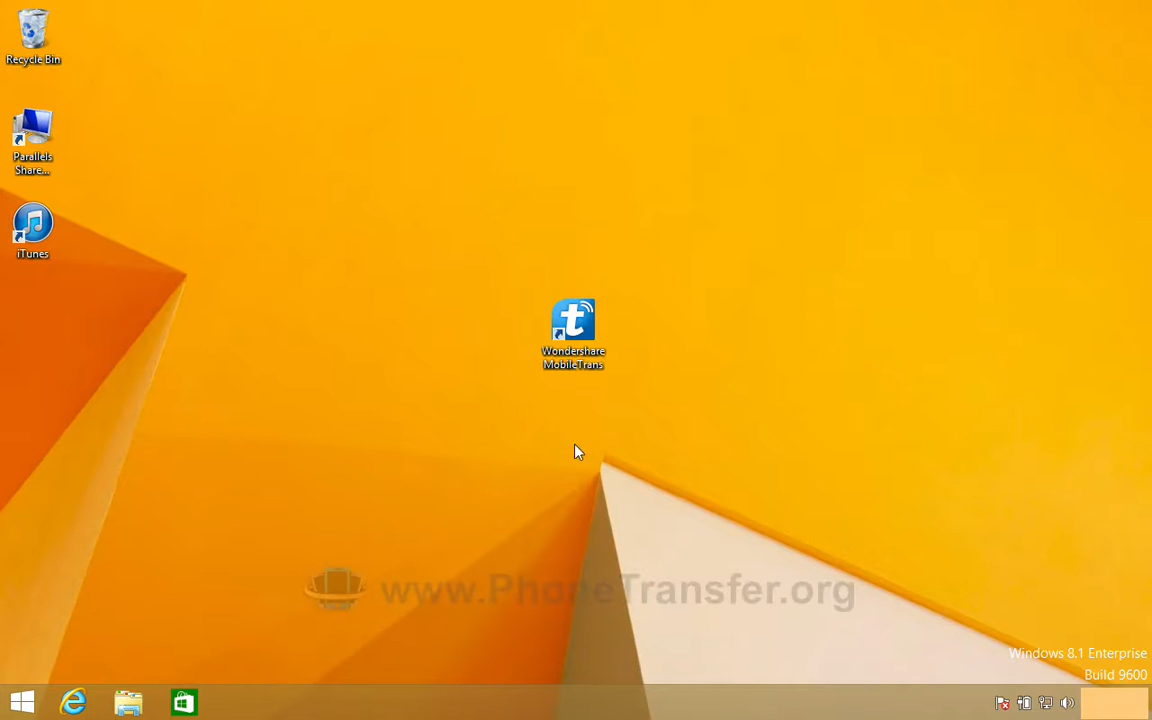 Recycle Bin
Parallels
Share...
iTunes
Wondershare
MobileTrans
www.PhoneTransfer.org
Windows 8.1 Enterprise
Build 9600